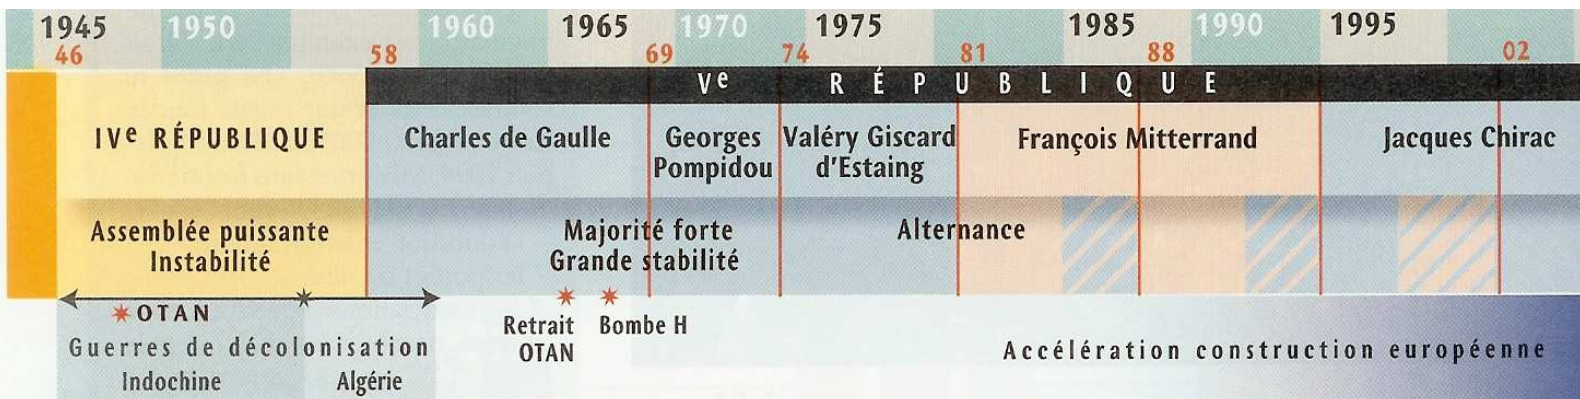 1945 1950 1960 1965 1970 1975 1985 1990 1995
46 58 69 74 81 88 02
Ve RÉPUBLIQUE
IVe RÉPUBLIQUE Charles de Gaulle Georges Pompidou Valéry Giscard d'Estaing François Mitterrand Jacques Chirac
Assemblée puissante Majorité forte Alternance
Instabilité Grande stabilité
OTAN Retrait Bombe H
OTAN
Guerres de décolonisation Accélération construction européenne
Indochine Algérie